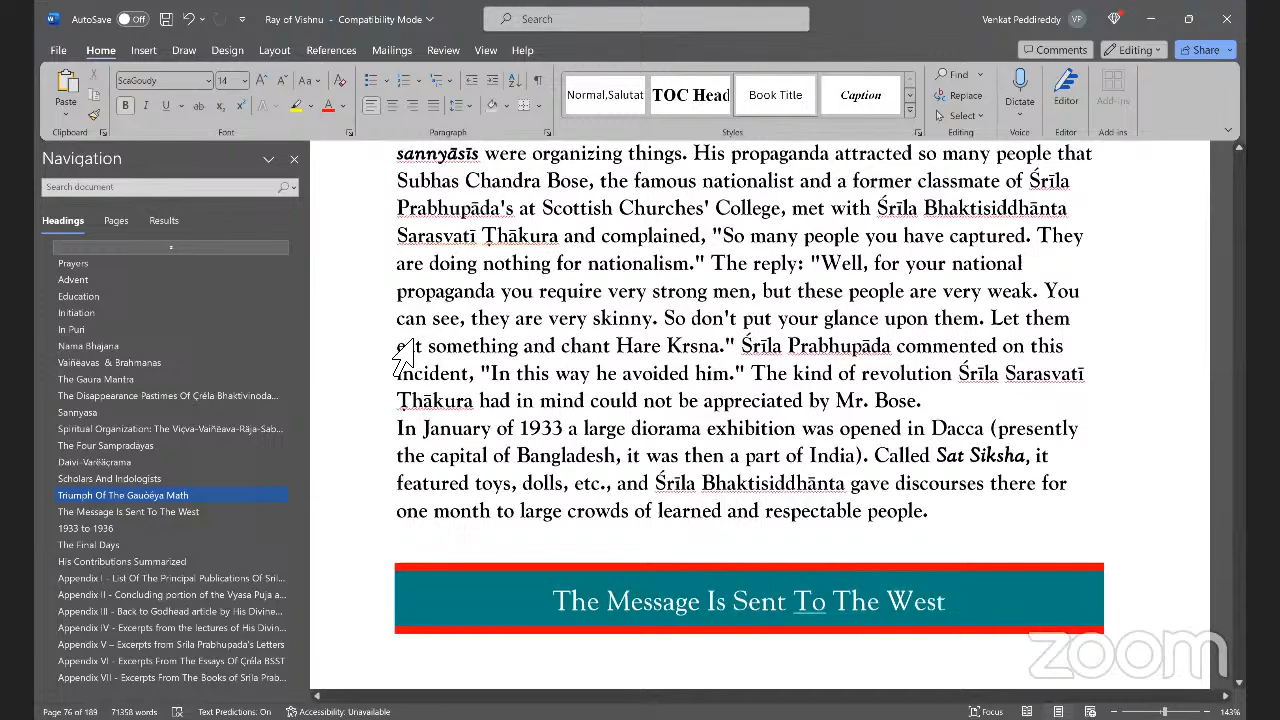 AutoSave Off Ray of Vishnu - Compatibility Mode Search Venkat Peddireddy VP
File Home Insert Draw Design Layout References Mailings Review View Help Comments Editing Share
Paste ScaGoudy 14 Aa Normal,Salutat TOC Head Book Title Caption Find Replace Select Dictate Editor Add-ins
Clipboard Font Paragraph Styles Editing Voice Editor Add-ins
Navigation
Search document
Headings Pages Results
Prayers
Advent
Education
Initiation
In Puri
Nama Bhajana
Vaiñëavas & Brahmanas
The Gaura Mantra
The Disappearance Pastimes Of Çréla Bhaktivinoda...
Sannyasa
Spiritual Organization: The Viçva-Vaiñëava-Räja-Sab...
The Four Sampradäyas
Daivi-Varëäçrama
Scholars And Indologists
Triumph Of The Gauòéya Math
The Message Is Sent To The West
1933 to 1936
The Final Days
His Contributions Summarized
Appendix I - List Of The Principal Publications Of Sril...
Appendix II - Concluding portion of the Vyasa Puja a...
Appendix III - Back to Godhead article by His Divine...
Appendix IV - Excerpts from the lectures of His Divin...
Appendix V – Excerpts from Srila Prabhupada's Letters
Appendix VI - Excerpts From The Essays Of Çréla BSST
Appendix VII - Excerpts From The Books of Srila Prab...
sannyāsīs were organizing things. His propaganda attracted so many people that
Subhas Chandra Bose, the famous nationalist and a former classmate of Śrīla
Prabhupāda's at Scottish Churches' College, met with Śrīla Bhaktisiddhānta
Sarasvatī Ṭhākura and complained, "So many people you have captured. They
are doing nothing for nationalism." The reply: "Well, for your national
propaganda you require very strong men, but these people are very weak. You
can see, they are very skinny. So don't put your glance upon them. Let them
eat something and chant Hare Krsna." Śrīla Prabhupāda commented on this
incident, "In this way he avoided him." The kind of revolution Śrīla Sarasvatī
Ṭhākura had in mind could not be appreciated by Mr. Bose.
In January of 1933 a large diorama exhibition was opened in Dacca (presently
the capital of Bangladesh, it was then a part of India). Called Sat Siksha, it
featured toys, dolls, etc., and Śrīla Bhaktisiddhānta gave discourses there for
one month to large crowds of learned and respectable people.
The Message Is Sent To The West
zoom
Page 76 of 189 71358 words Text Predictions: On Accessibility: Unavailable Focus 143%